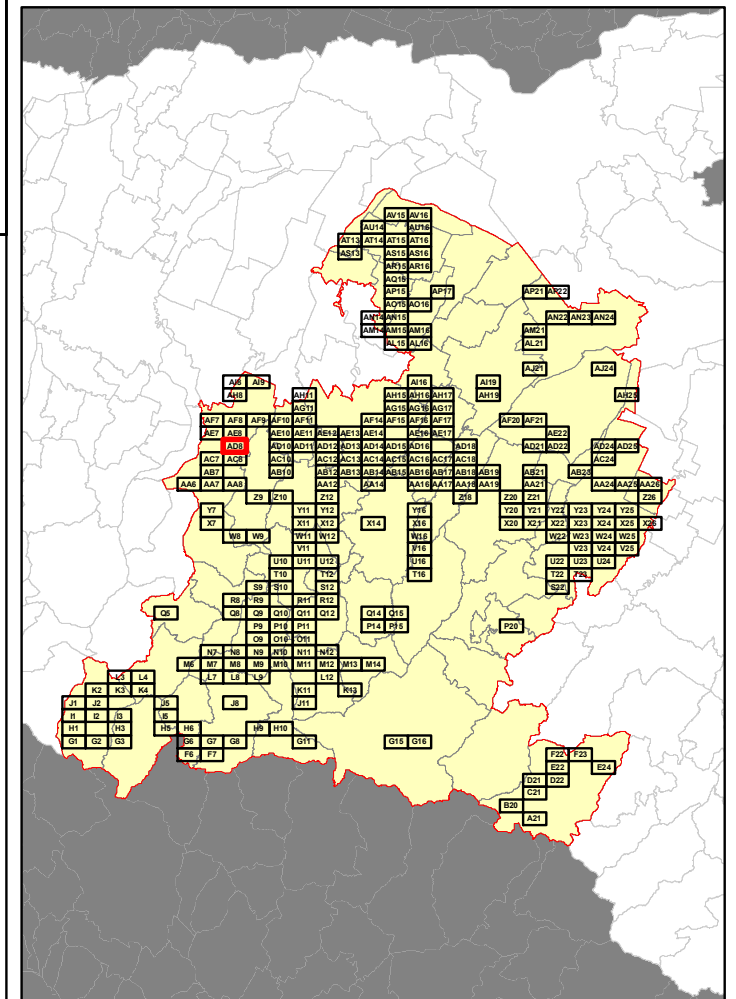 AV15 AV16
AU14 AU16
AT13 AT14 AT15 AT16
AS13 AS15 AS16
AR15 AR16
AQ15
AP15 AP17 AP21 AP22
AO15 AO16
AN14 AN15 AN22 AN23 AN24
AM14 AM15 AM16 AM21
AL15 AL16 AL21
AJ21 AJ24
AI8 AI9 AI16 AI19
AH8 AH11 AH15 AH16 AH17 AH19 AH25
AG11 AG15 AG16 AG17
AF7 AF8 AF9 AF10 AF11 AF14 AF15 AF16 AF17 AF20 AF21
AE7 AE8 AE10 AE11 AE12 AE13 AE14 AE16 AE17 AE22
AD8 AD10 AD11 AD12 AD13 AD14 AD15 AD16 AD18 AD21 AD22 AD24 AD25
AC7 AC8 AC10 AC12 AC13 AC14 AC15 AC16 AC17 AC18 AC24
AB7 AB10 AB12 AB13 AB14 AB15 AB16 AB17 AB18 AB19 AB21 AB23
AA6 AA7 AA8 AA12 AA14 AA16 AA17 AA18 AA19 AA21 AA24 AA25 AA26
Z9 Z10 Z12 Z18 Z20 Z21 Z26
Y7 Y11 Y12 Y16 Y20 Y21 Y22 Y23 Y24 Y25
X7 X11 X12 X14 X16 X20 X21 X22 X23 X24 X25 X26
W8 W9 W11 W12 W16 W22 W23 W24 W25
V11 V16 V23 V24 V25
U10 U11 U12 U16 U22 U23 U24
T10 T12 T16 T22 T23
S9 S10 S12 S22
R8 R9 R11 R12
Q5 Q8 Q9 Q10 Q11 Q12 Q14 Q15
P9 P10 P11 P14 P15 P20
O9 O10 O11
N7 N8 N9 N10 N11 N12
M6 M7 M8 M9 M10 M11 M12 M13 M14
L3 L4 L7 L8 L9 L12
K2 K3 K4 K11 K13
J1 J2 J5 J8 J11
I1 I2 I3 I5
H1 H3 H5 H6 H9 H10
G1 G2 G3 G6 G7 G8 G11 G15 G16
F6 F7 F22 F23
E22 E24
D21 D22
C21
B20
A21